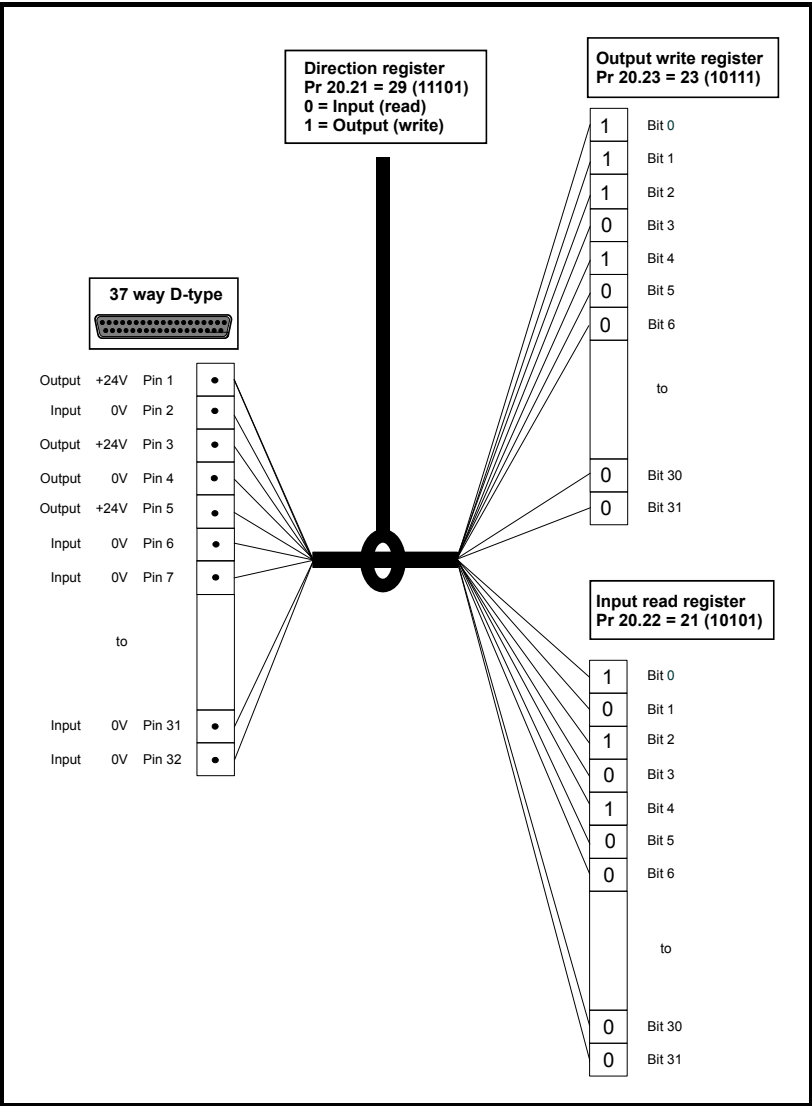 Direction register
Pr 20.21 = 29 (11101)
0 = Input (read)
1 = Output (write)
Output write register
Pr 20.23 = 23 (10111)
1 Bit 0
1 Bit 1
1 Bit 2
0 Bit 3
1 Bit 4
0 Bit 5
0 Bit 6
to
0 Bit 30
0 Bit 31
37 way D-type
Output +24V Pin 1
Input 0V Pin 2
Output +24V Pin 3
Output 0V Pin 4
Output +24V Pin 5
Input 0V Pin 6
Input 0V Pin 7
to
Input 0V Pin 31
Input 0V Pin 32
Input read register
Pr 20.22 = 21 (10101)
1 Bit 0
0 Bit 1
1 Bit 2
0 Bit 3
1 Bit 4
0 Bit 5
0 Bit 6
to
0 Bit 30
0 Bit 31